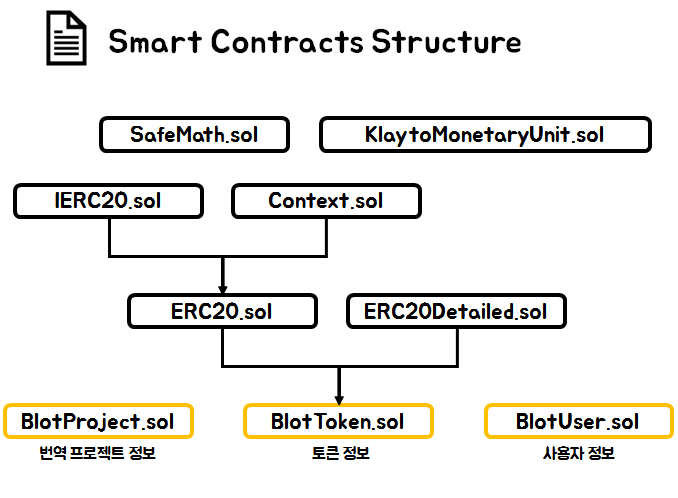 Smart Contracts Structure
SafeMath.sol
KlaytoMonetaryUnit.sol
IERC20.sol
Context.sol
ERC20.sol
ERC20Detailed.sol
BlotProject.sol
BlotToken.sol
BlotUser.sol
번역 프로젝트 정보
토큰 정보
사용자 정보